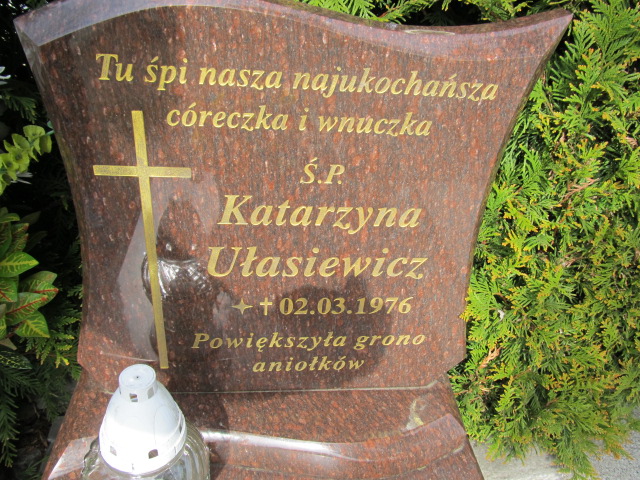 Tu śpi nasza najukochańsza
córeczka i wnuczka
Ś.P.
Katarzyna
Ułasiewicz
✦ † 02.03.1976
Powiększyła grono
aniołków